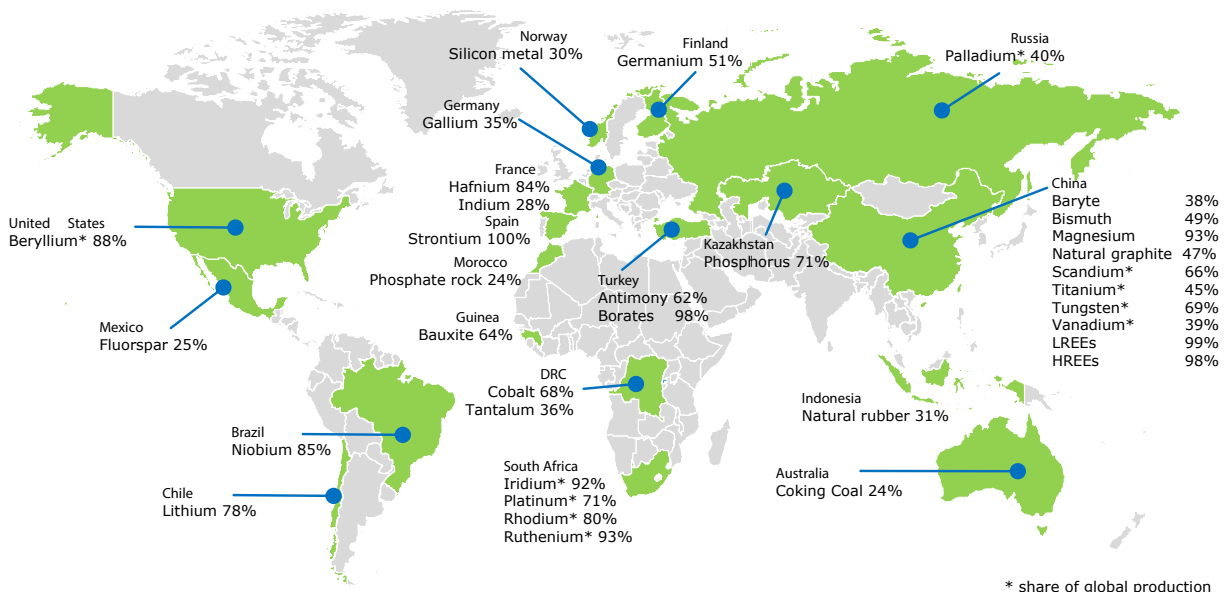 Norway
Silicon metal 30%
Finland
Germanium 51%
Russia
Palladium* 40%
Germany
Gallium 35%
France
Hafnium 84%
Indium 28%
Spain
Strontium 100%
Morocco
Phosphate rock 24%
Guinea
Bauxite 64%
DRC
Cobalt 68%
Tantalum 36%
Turkey
Antimony 62%
Borates 98%
Kazakhstan
Phosphorus 71%
China
Baryte 38%
Bismuth 49%
Magnesium 93%
Natural graphite 47%
Scandium* 66%
Titanium* 45%
Tungsten* 69%
Vanadium* 39%
LREEs 99%
HREEs 98%
United States
Beryllium* 88%
Mexico
Fluorspar 25%
Brazil
Niobium 85%
Chile
Lithium 78%
South Africa
Iridium* 92%
Platinum* 71%
Rhodium* 80%
Ruthenium* 93%
Indonesia
Natural rubber 31%
Australia
Coking Coal 24%
* share of global production